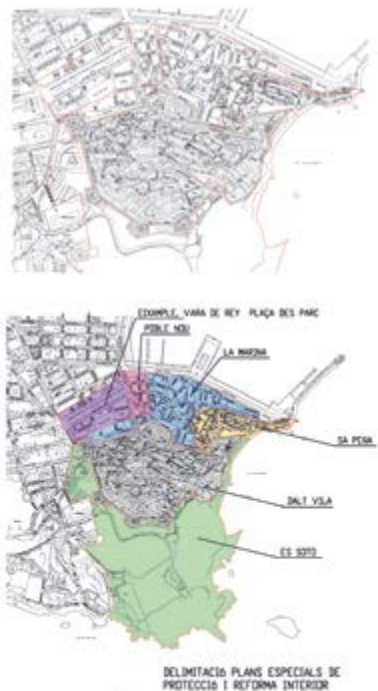 EIXAMPLE, VARA DE REY PLAÇA DES PARC
POBLE NOU
LA MARINA
SA PENA
DALT VILA
ES SOTO
DELIMITACIÓ PLANS ESPECIALS DE
PROTECCIÓ I REFORMA INTERIOR